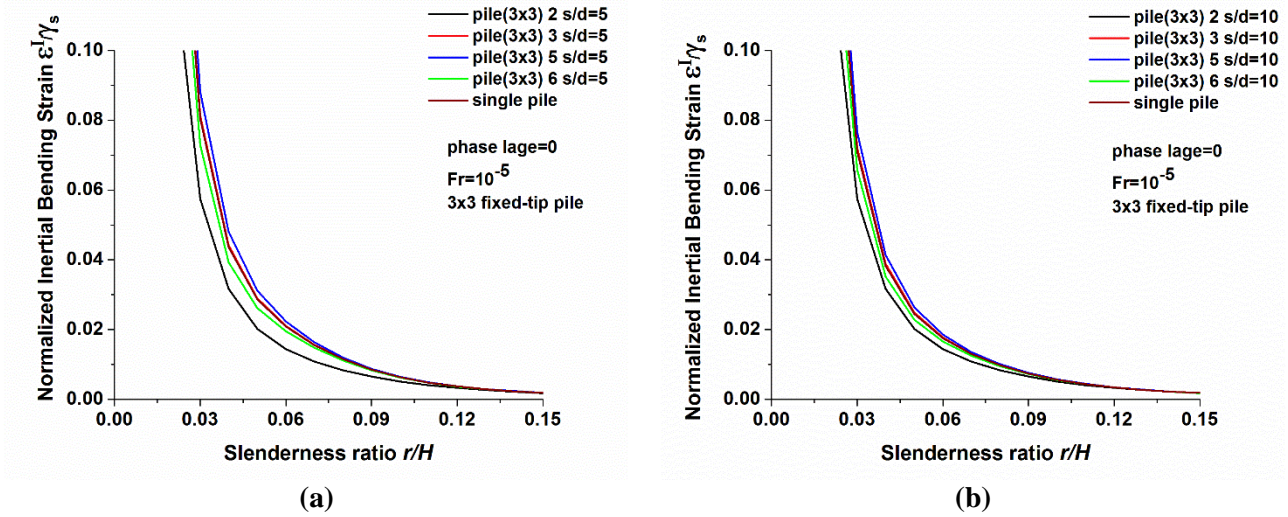 (a)
pile(3x3) 2 s/d=5
pile(3x3) 3 s/d=5
pile(3x3) 5 s/d=5
pile(3x3) 6 s/d=5
single pile
phase lage=0
Fr=10^-5
3x3 fixed-tip pile
Normalized Inertial Bending Strain ε^I/γ_s
0.10
0.08
0.06
0.04
0.02
0.00
0.00 0.03 0.06 0.09 0.12 0.15
Slenderness ratio r/H
(a)
(b)
pile(3x3) 2 s/d=10
pile(3x3) 3 s/d=10
pile(3x3) 5 s/d=10
pile(3x3) 6 s/d=10
single pile
phase lage=0
Fr=10^-5
3x3 fixed-tip pile
Normalized Inertial Bending Strain ε^I/γ_s
0.10
0.08
0.06
0.04
0.02
0.00
0.00 0.03 0.06 0.09 0.12 0.15
Slenderness ratio r/H
(b)